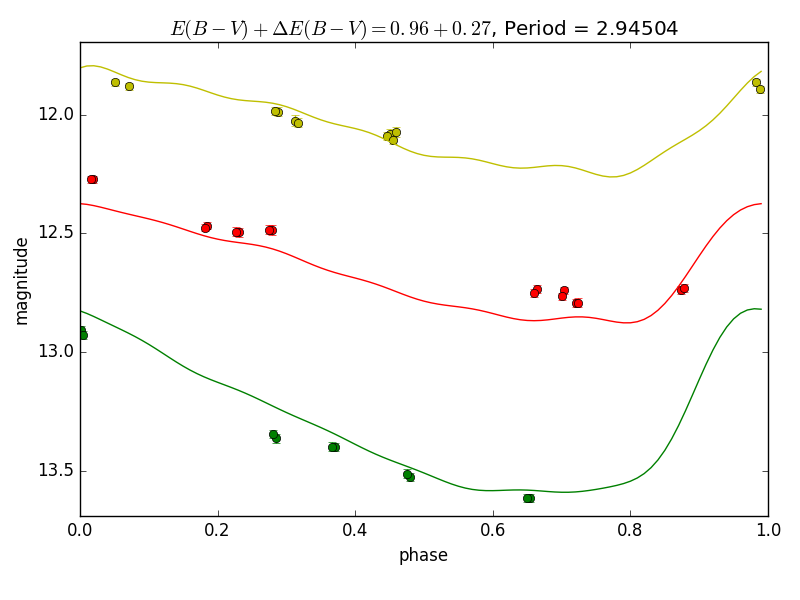 E(B − V) + ΔE(B − V) = 0.96 + 0.27, Period = 2.94504
12.0
12.5
13.0
13.5
magnitude
0.0 0.2 0.4 0.6 0.8 1.0
phase